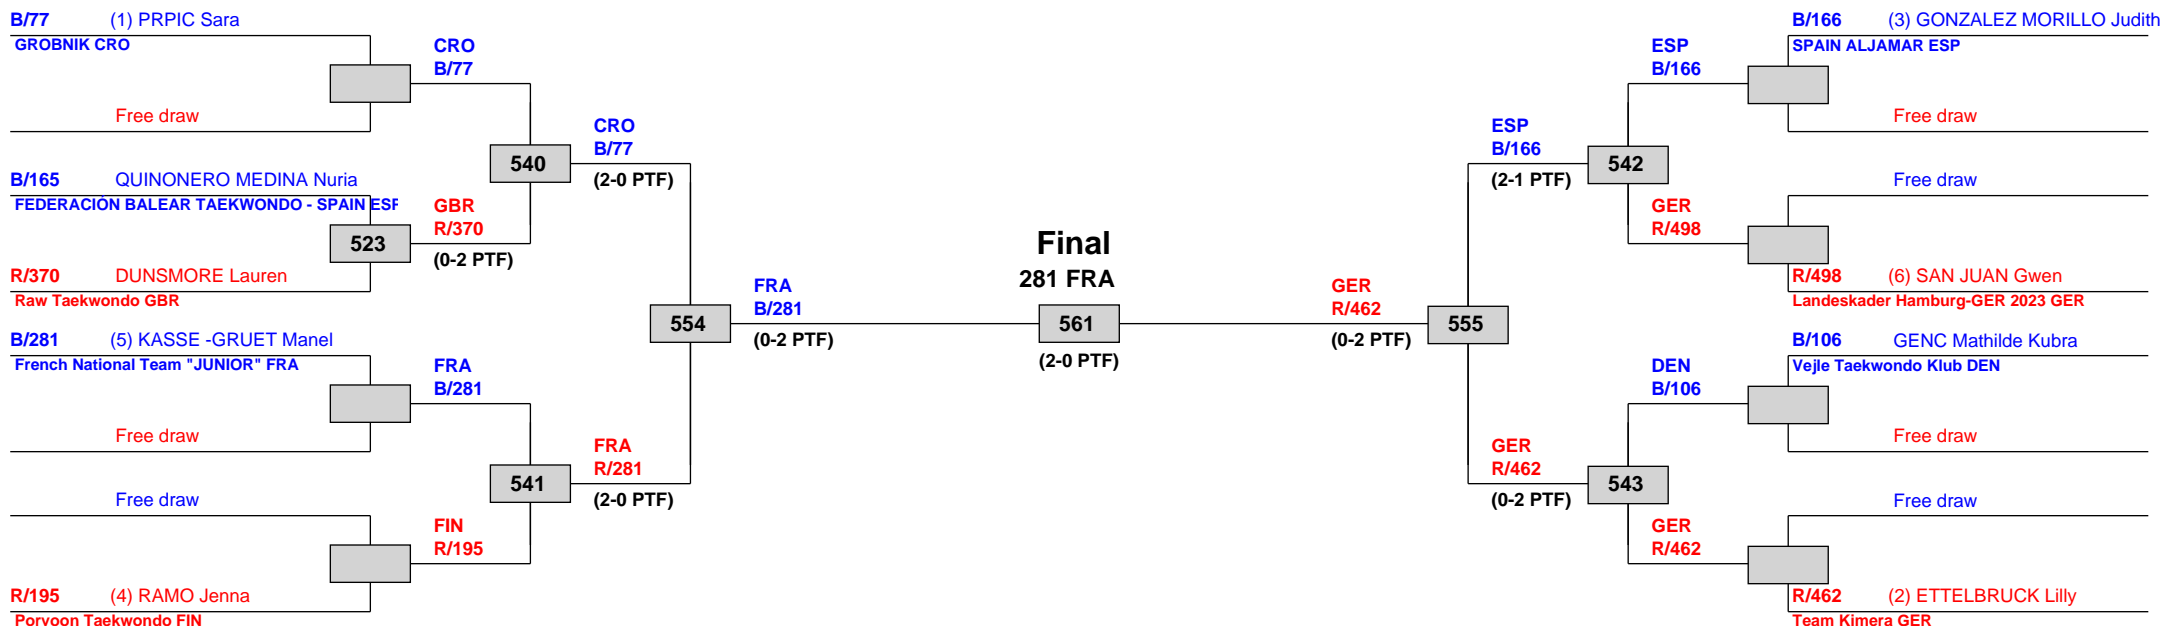 B/77 (1) PRPIC Sara
GROBNIK CRO
Free draw
B/165 QUINONERO MEDINA Nuria
FEDERACIÓN BALEAR TAEKWONDO - SPAIN ESP
523
R/370 DUNSMORE Lauren
Raw Taekwondo GBR
B/281 (5) KASSE -GRUET Manel
French National Team "JUNIOR" FRA
Free draw
Free draw
R/195 (4) RAMO Jenna
Porvoon Taekwondo FIN
CRO
B/77
540
GBR
R/370
(0-2 PTF)
FRA
B/281
541
FIN
R/195
CRO
B/77
(2-0 PTF)
554
FRA
R/281
(2-0 PTF)
FRA
B/281
(0-2 PTF)
Final
281 FRA
561
(2-0 PTF)
GER
R/462
(0-2 PTF)
555
ESP
B/166
(2-1 PTF)
GER
R/462
(0-2 PTF)
ESP
B/166
542
GER
R/498
DEN
B/106
543
GER
R/462
B/166 (3) GONZALEZ MORILLO Judith
SPAIN ALJAMAR ESP
Free draw
Free draw
R/498 (6) SAN JUAN Gwen
Landeskader Hamburg-GER 2023 GER
B/106 GENC Mathilde Kubra
Vejle Taekwondo Klub DEN
Free draw
Free draw
R/462 (2) ETTELBRUCK Lilly
Team Kimera GER